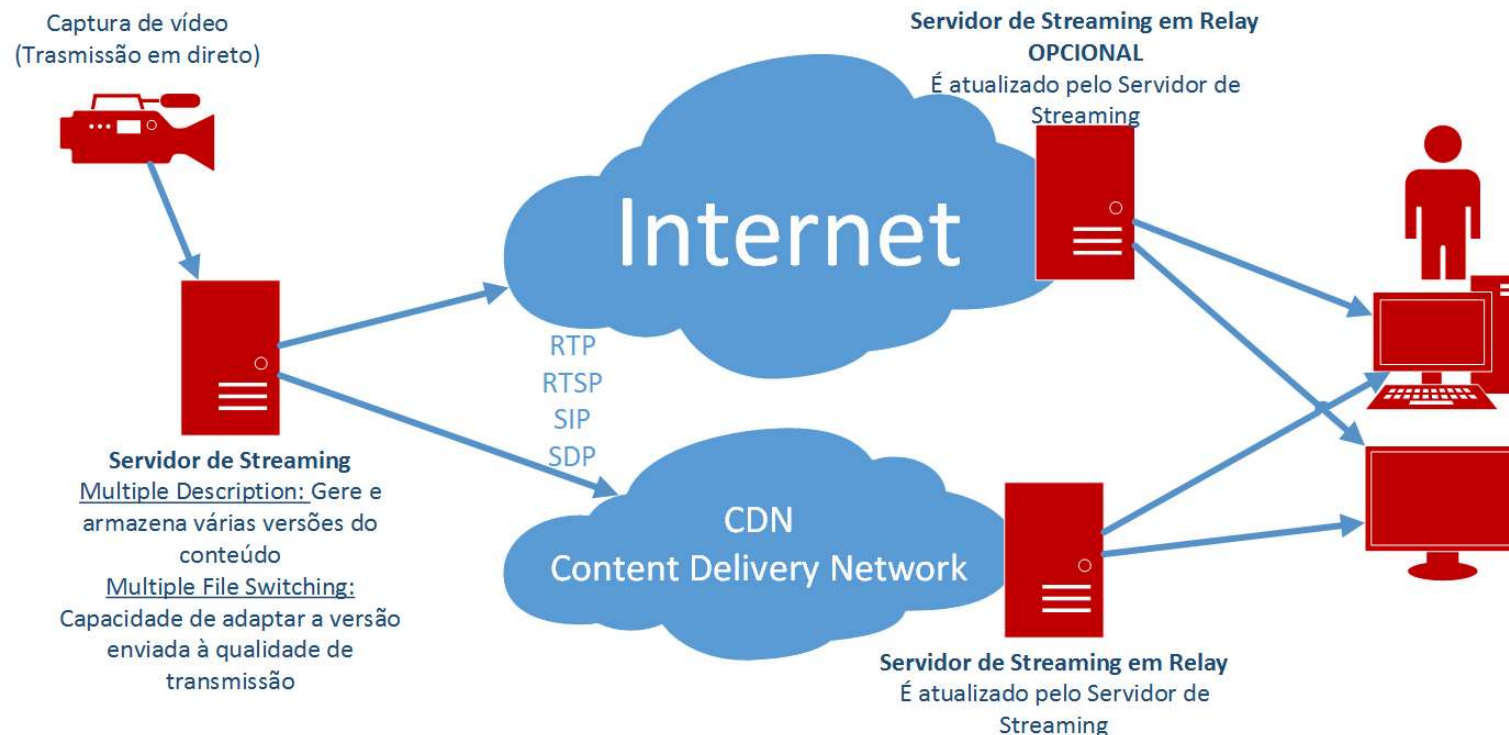 Captura de vídeo
(Trasmissão em direto)
Servidor de Streaming em Relay
OPCIONAL
É atualizado pelo Servidor de
Streaming
Internet
RTP
RTSP
SIP
SDP
Servidor de Streaming
Multiple Description: Gere e
armazena várias versões do
conteúdo
Multiple File Switching:
Capacidade de adaptar a versão
enviada à qualidade de
transmissão
CDN
Content Delivery Network
Servidor de Streaming em Relay
É atualizado pelo Servidor de
Streaming